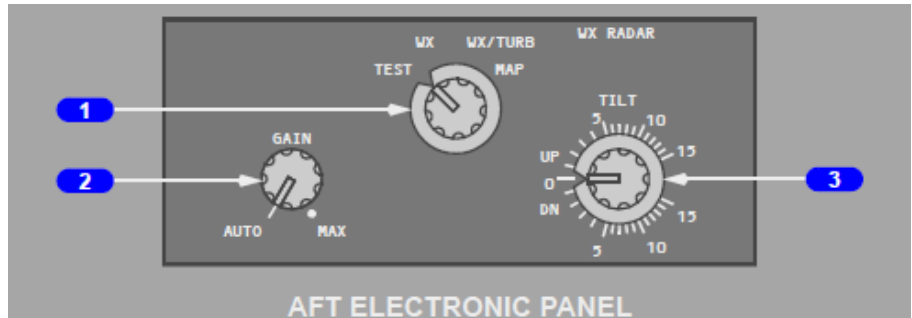 WX RADAR
WX WX/TURB
TEST MAP
1
TILT
5 10
GAIN
15
UP
2
0
3
DN
15
AUTO MAX
5 10
AFT ELECTRONIC PANEL